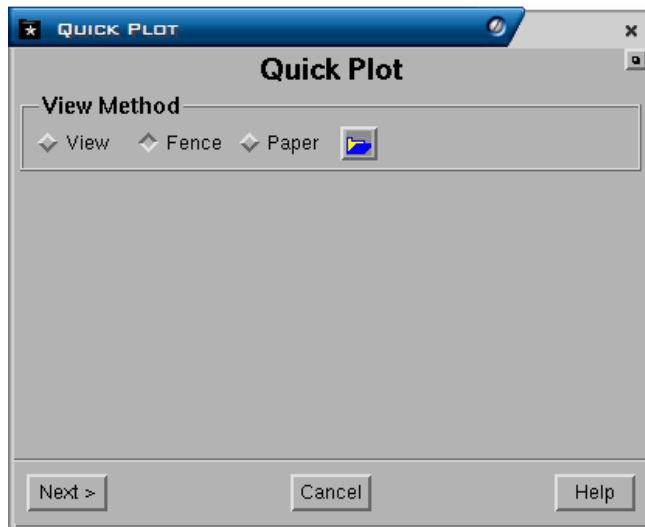 QUICK PLOT
Quick Plot
View Method
View Fence Paper
Next > Cancel Help